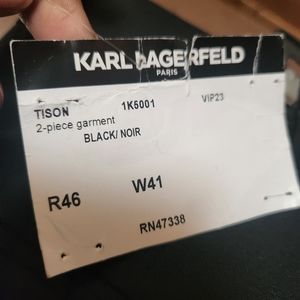 KARL LAGERFELD
PARIS
TISON 1K5001 VIP23
2-piece garment
BLACK/ NOIR
R46 W41
RN47338